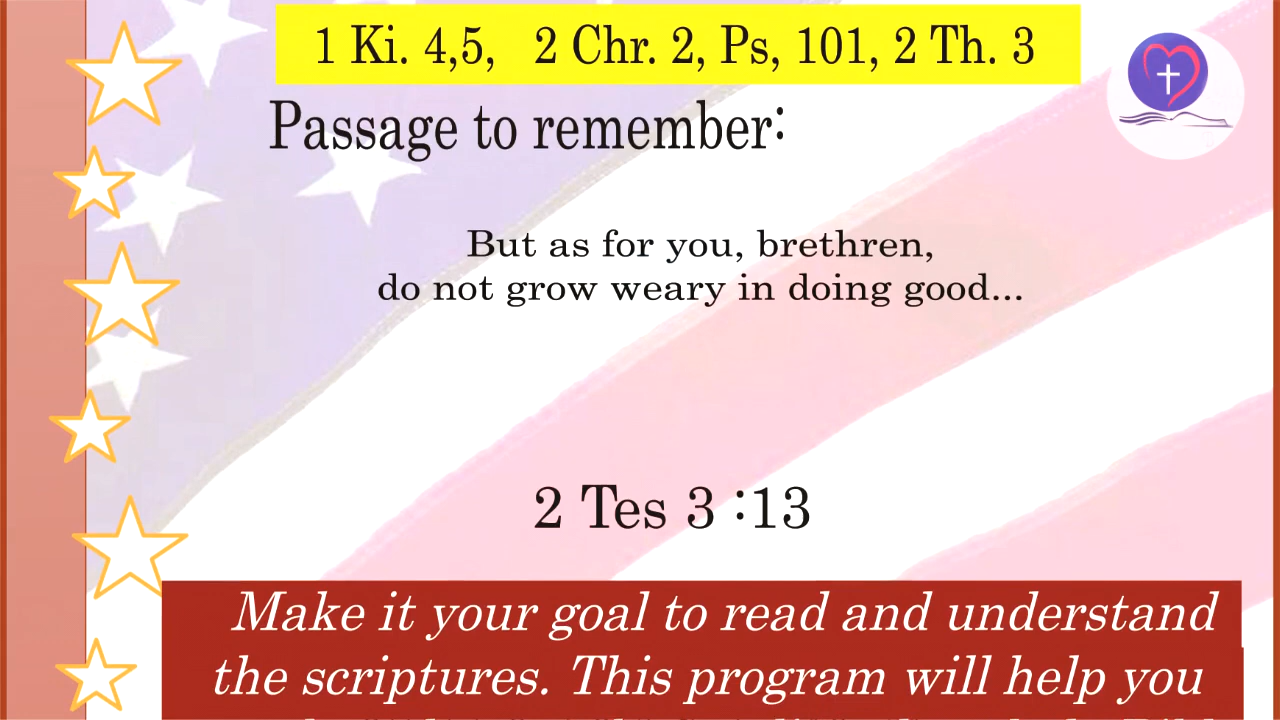 1 Ki. 4,5, 2 Chr. 2, Ps, 101, 2 Th. 3
Passage to remember:
But as for you, brethren,
do not grow weary in doing good...
2 Tes 3 :13
Make it your goal to read and understand
the scriptures. This program will help you